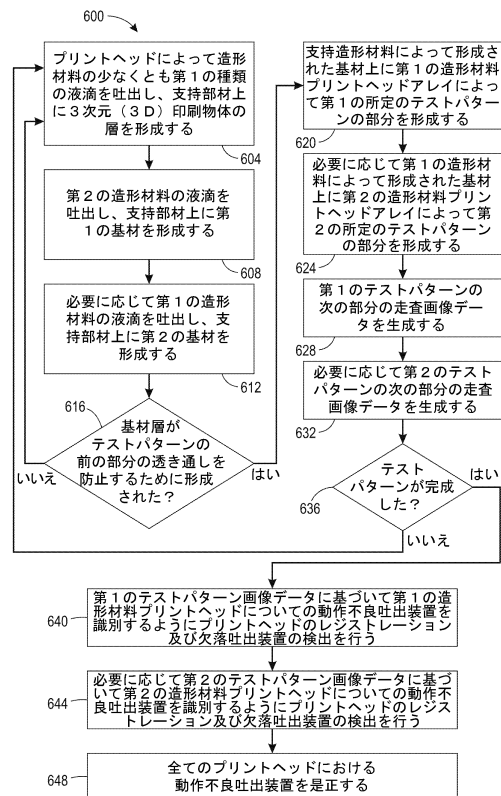 600
プリントヘッドによって造形
材料の少なくとも第1の種類
の液滴を吐出し、支持部材上
に3次元（3D）印刷物体の
層を形成する
604
第2の造形材料の液滴を
吐出し、支持部材上に第
1の基材を形成する
608
必要に応じて第1の造形
材料の液滴を吐出し、支
持部材上に第2の基材を
形成する
612
616
基材層が
テストパターンの
前の部分の透き通しを
防止するために形成
された？
いいえ
はい
支持造形材料によって形成さ
れた基材上に第1の造形材料
プリントヘッドアレイによっ
て第1の所定のテストパター
ンの部分を形成する
620
必要に応じて第1の造形材
料によって形成された基材
上に第2の造形材料プリン
トヘッドアレイによって第
2の所定のテストパターン
の部分を形成する
624
第1のテストパターンの
次の部分の走査画像デー
タを生成する
628
必要に応じて第2のテスト
パターンの次の部分の走査
画像データを生成する
632
テスト
パターンが完成
した？
はい
636
いいえ
第1のテストパターン画像データに基づいて第1の造
形材料プリントヘッドについての動作不良吐出装置を
識別するようにプリントヘッドのレジストレーション
及び欠落吐出装置の検出を行う
640
必要に応じて第2のテストパターン画像データに基づ
いて第2の造形材料プリントヘッドについての動作不
良吐出装置を識別するようにプリントヘッドのレジス
トレーション及び欠落吐出装置の検出を行う
644
全てのプリントヘッドにおける
動作不良吐出装置を是正する
648